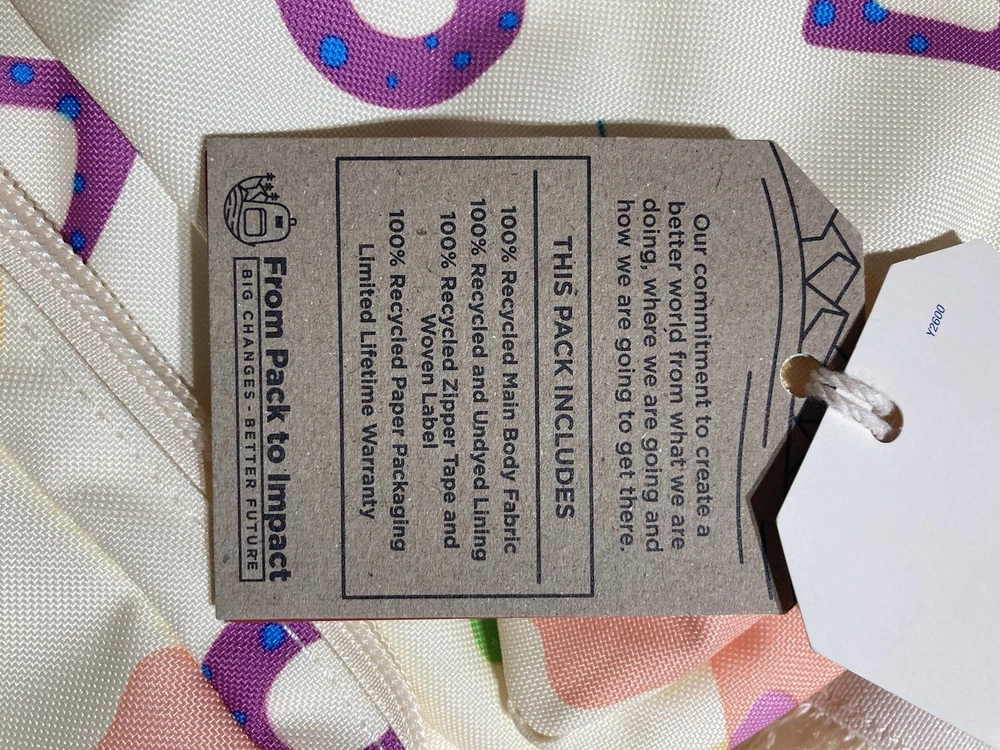 Our commitment to create a
better world from what we are
doing, where we are going and
how we are going to get there.
THIS PACK INCLUDES
100% Recycled Main Body Fabric
100% Recycled and Undyed Lining
100% Recycled Zipper Tape and
Woven Label
100% Recycled Paper Packaging
Limited Lifetime Warranty
From Pack to Impact
BIG CHANGES - BETTER FUTURE
Y2600